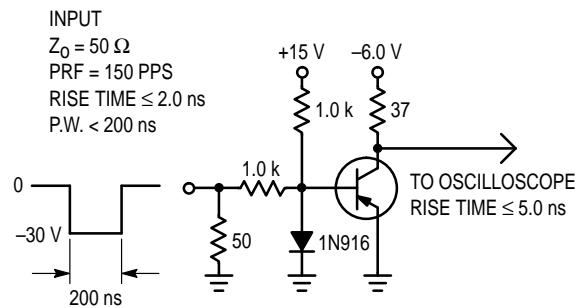 INPUT
Zo = 50 Ω
PRF = 150 PPS
RISE TIME ≤ 2.0 ns
P.W. < 200 ns
+15 V
–6.0 V
1.0 k
37
1.0 k
0
–30 V
50
1N916
TO OSCILLOSCOPE
RISE TIME ≤ 5.0 ns
200 ns